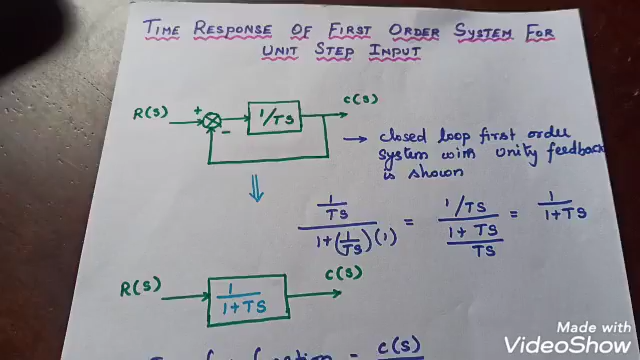 TIME RESPONSE OF FIRST ORDER SYSTEM FOR
UNIT STEP INPUT
R(S) + - 1/TS C(S)
→ closed loop first order
system with unity feedback
is shown
⇓
1/TS / 1+(1/TS)(1) = 1/TS / 1+TS/TS = 1/1+TS
R(S) 1/1+TS C(S)
function = C(S)
Made with
VideoShow